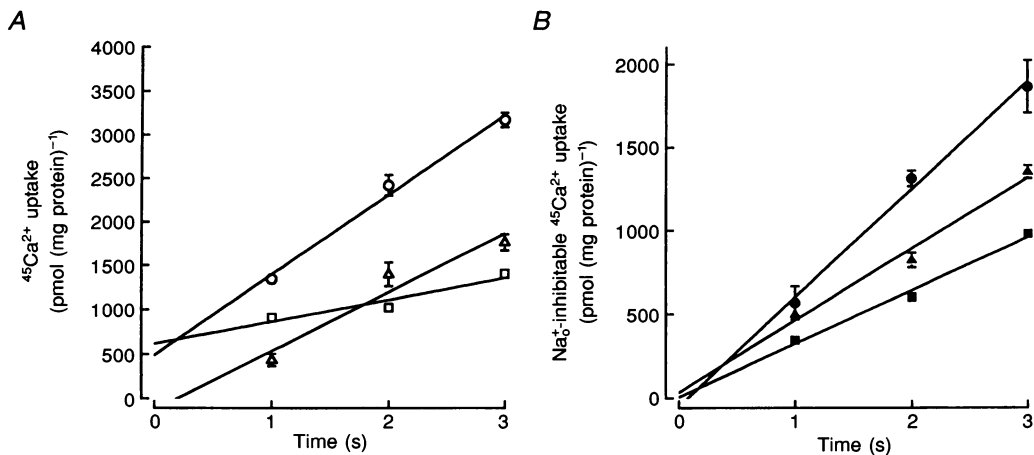 A
45Ca2+ uptake
(pmol (mg protein)−1)
4000
3500
3000
2500
2000
1500
1000
500
0
0 1 2 3
Time (s)
B
Na+o-inhibitable 45Ca2+ uptake
(pmol (mg protein)−1)
2000
1500
1000
500
0
0 1 2 3
Time (s)